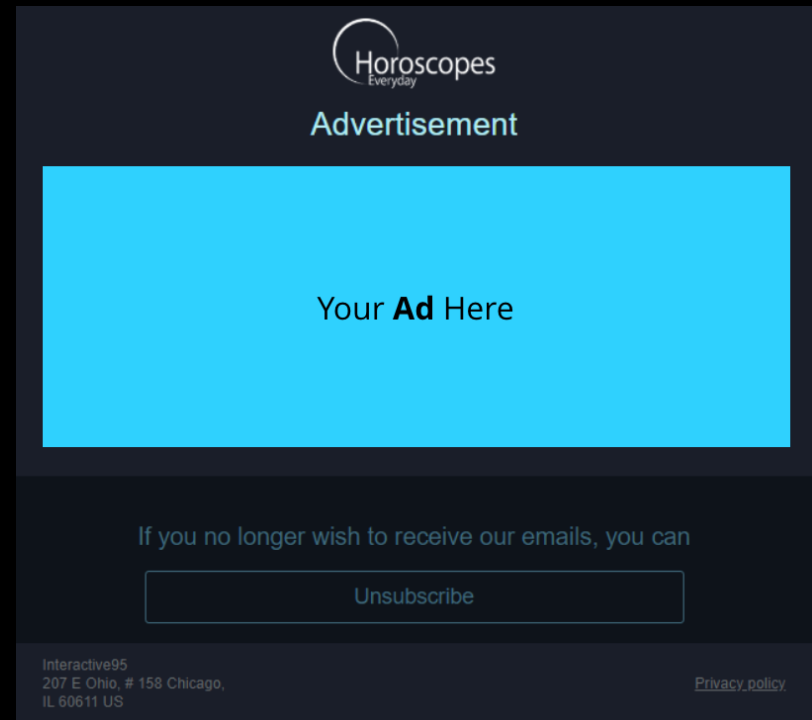 Horoscopes
Everyday
Advertisement
Your Ad Here
If you no longer wish to receive our emails, you can
Unsubscribe
Interactive95
207 E Ohio, # 158 Chicago,
IL 60611 US
Privacy policy